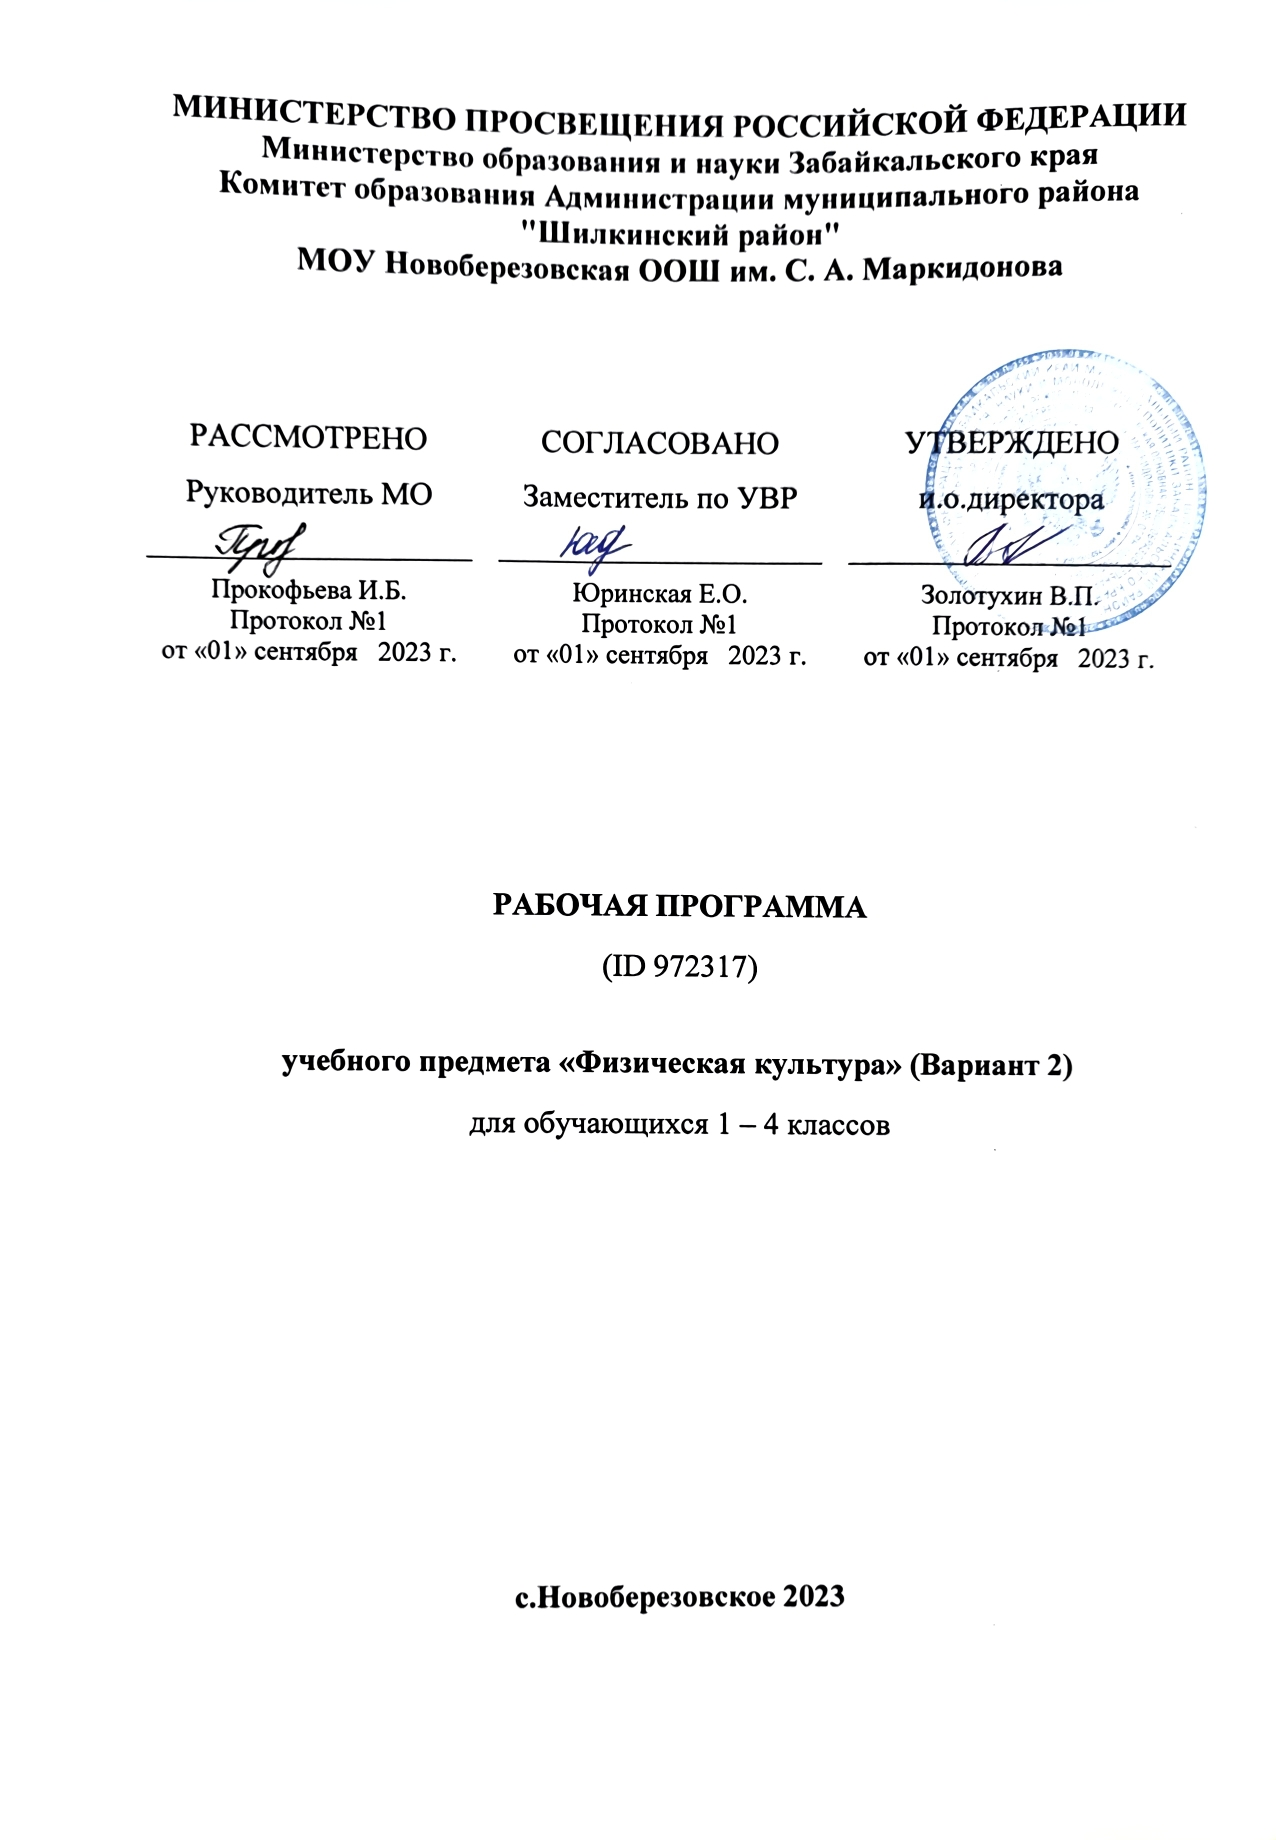 МИНИСТЕРСТВО ПРОСВЕЩЕНИЯ РОССИЙСКОЙ ФЕДЕРАЦИИ
Министерство образования и науки Забайкальского края
Комитет образования Администрации муниципального района
"Шилкинский район"
МОУ Новоберезовская ООШ им. С. А. Маркидонова
РАССМОТРЕНО
Руководитель МО
Прокофьева И.Б.
Протокол №1
от «01» сентября 2023 г.
СОГЛАСОВАНО
Заместитель по УВР
Юринская Е.О.
Протокол №1
от «01» сентября 2023 г.
УТВЕРЖДЕНО
и.о.директора
Золотухин В.П.
Протокол №1
от «01» сентября 2023 г.
РАБОЧАЯ ПРОГРАММА
(ID 972317)
учебного предмета «Физическая культура» (Вариант 2)
для обучающихся 1 – 4 классов
с.Новоберезовское 2023